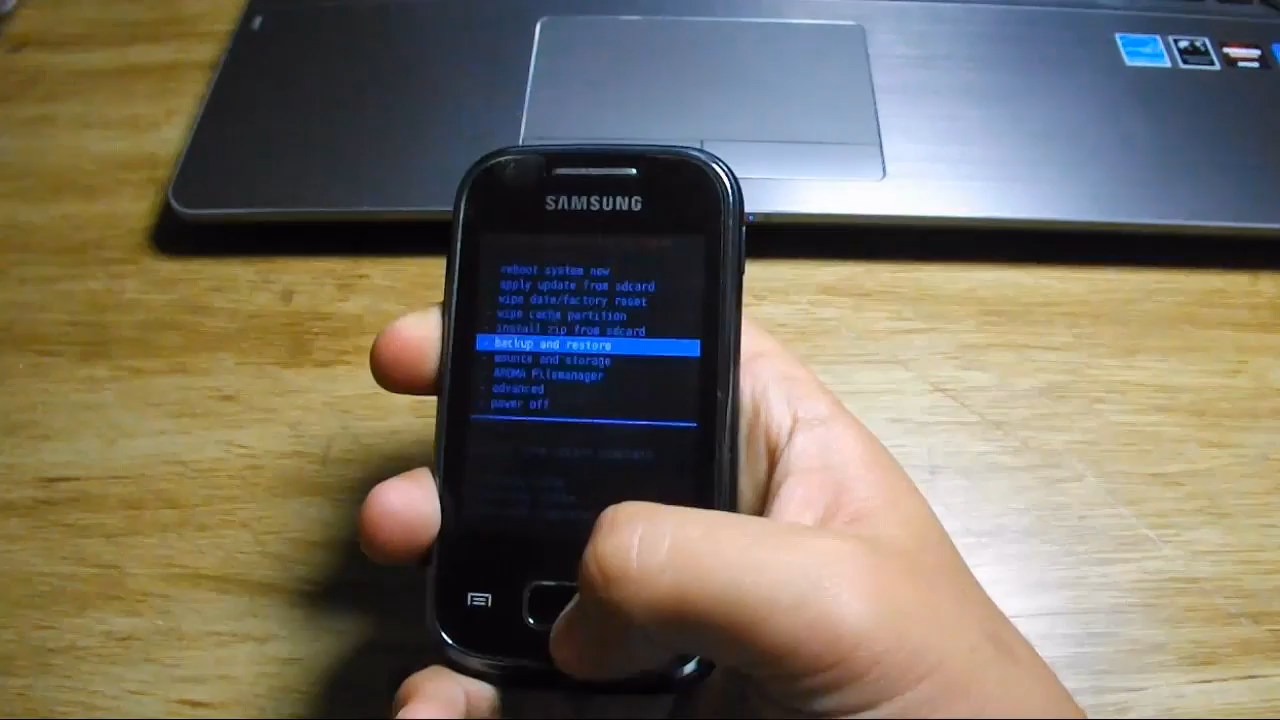 SAMSUNG
reboot system now
apply update from sdcard
wipe data/factory reset
- wipe cache partition
- install zip from sdcard
- backup and restore
- mounts and storage
AROMA Filemanager
- advanced
- power off